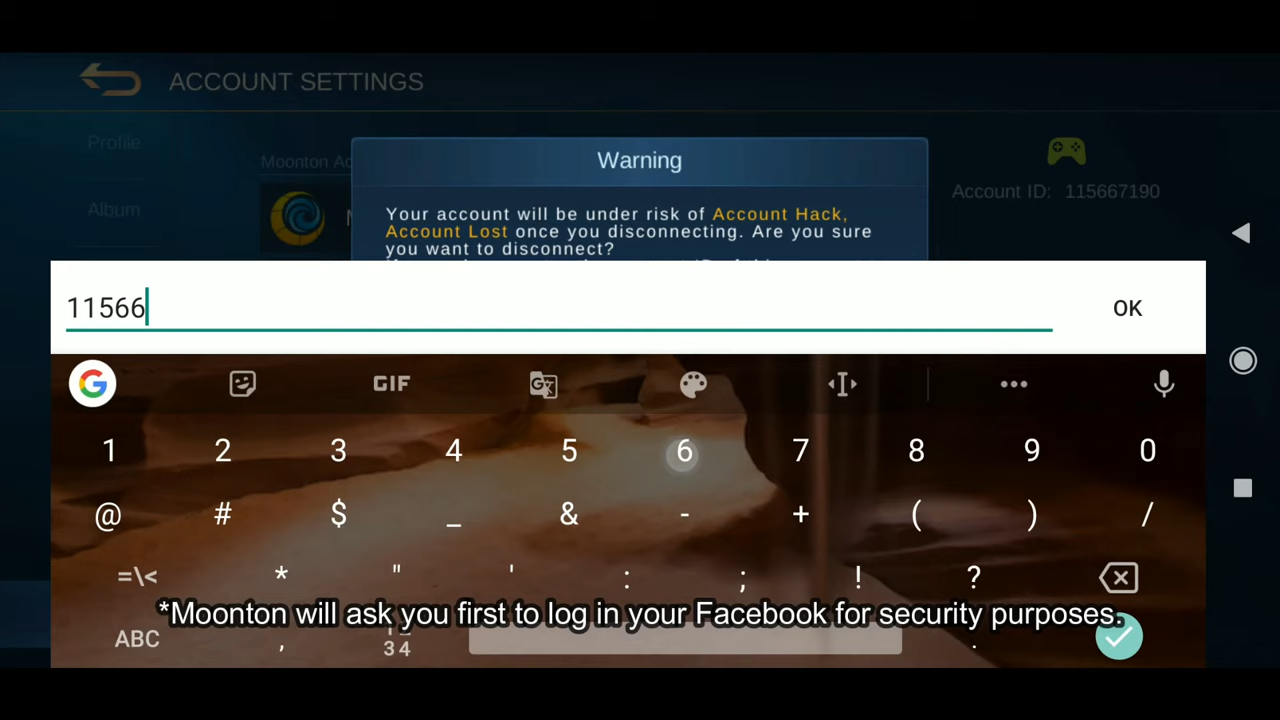 ACCOUNT SETTINGS
Profile
Album
Moonton Ac
Warning
Your account will be under risk of Account Hack,
Account Lost once you disconnecting. Are you sure
you want to disconnect?
Account ID: 115667190
11566
OK
G
GIF
1 2 3 4 5 6 7 8 9 0
@ # $ _ & - + ( ) /
=\< * " ' : ; ! ?
*Moonton will ask you first to log in your Facebook for security purposes.
ABC , 12 34 .